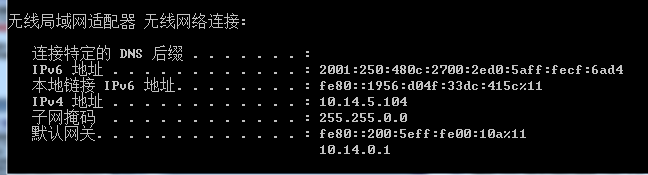 无线局域网适配器 无线网络连接:
连接特定的 DNS 后缀 . . . . . . . :
IPv6 地址 . . . . . . . . . . . . : 2001:250:480c:2700:2ed0:5aff:fecf:6ad4
本地链接 IPv6 地址. . . . . . . . : fe80::1956:d04f:33dc:415c%11
IPv4 地址 . . . . . . . . . . . . : 10.14.5.104
子网掩码 . . . . . . . . . . . . : 255.255.0.0
默认网关. . . . . . . . . . . . . : fe80::200:5eff:fe00:10a%11
10.14.0.1